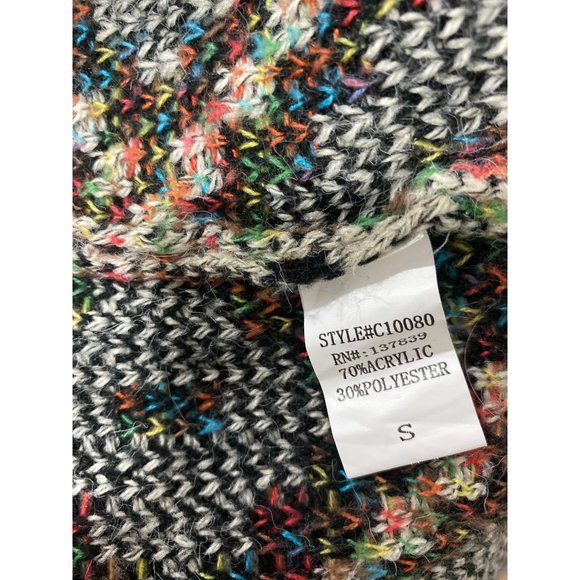 STYLE#C10080
RN#:137839
70%ACRYLIC
30%POLYESTER
S